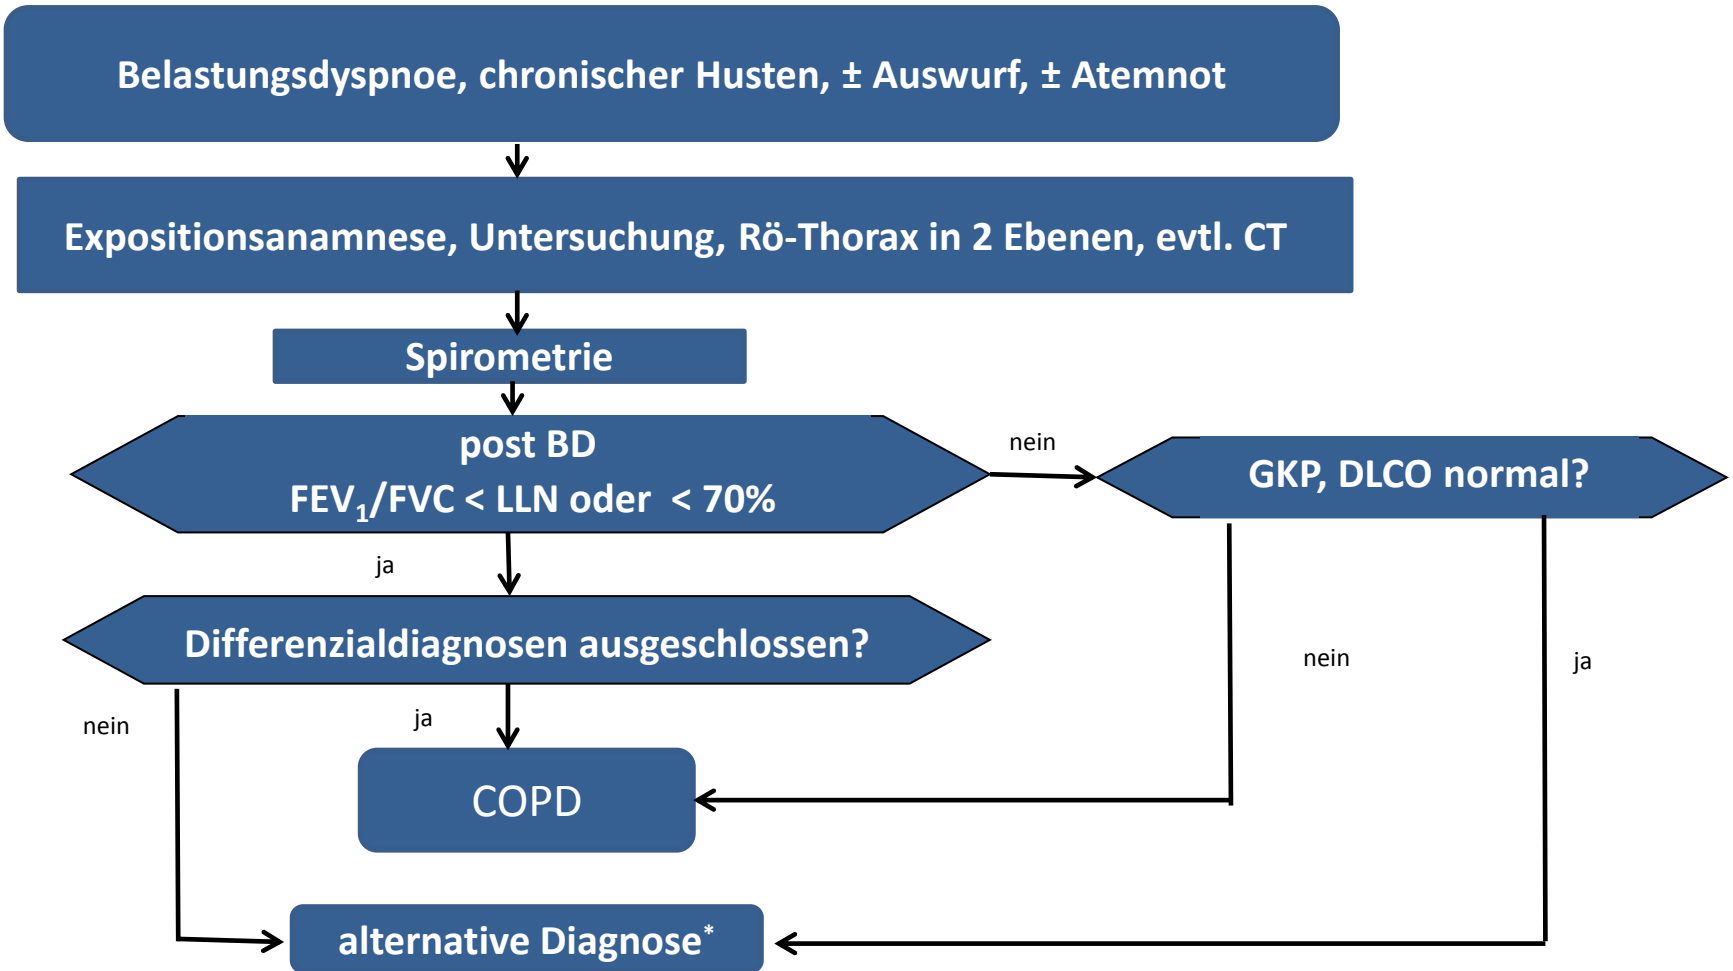 Belastungsdyspnoe, chronischer Husten, ± Auswurf, ± Atemnot
Expositionsanamnese, Untersuchung, Rö-Thorax in 2 Ebenen, evtl. CT
Spirometrie
post BD
FEV₁/FVC < LLN oder < 70%
nein
GKP, DLCO normal?
ja
Differenzialdiagnosen ausgeschlossen?
nein
ja
nein
ja
COPD
alternative Diagnose*